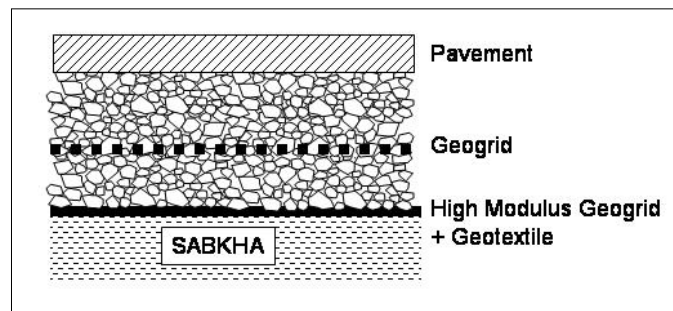 Pavement
Geogrid
High Modulus Geogrid
+ Geotextile
SABKHA